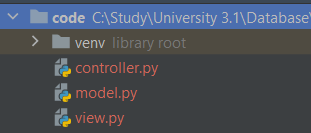 code C:\Study\University 3.1\Database\
venv library root
controller.py
model.py
view.py